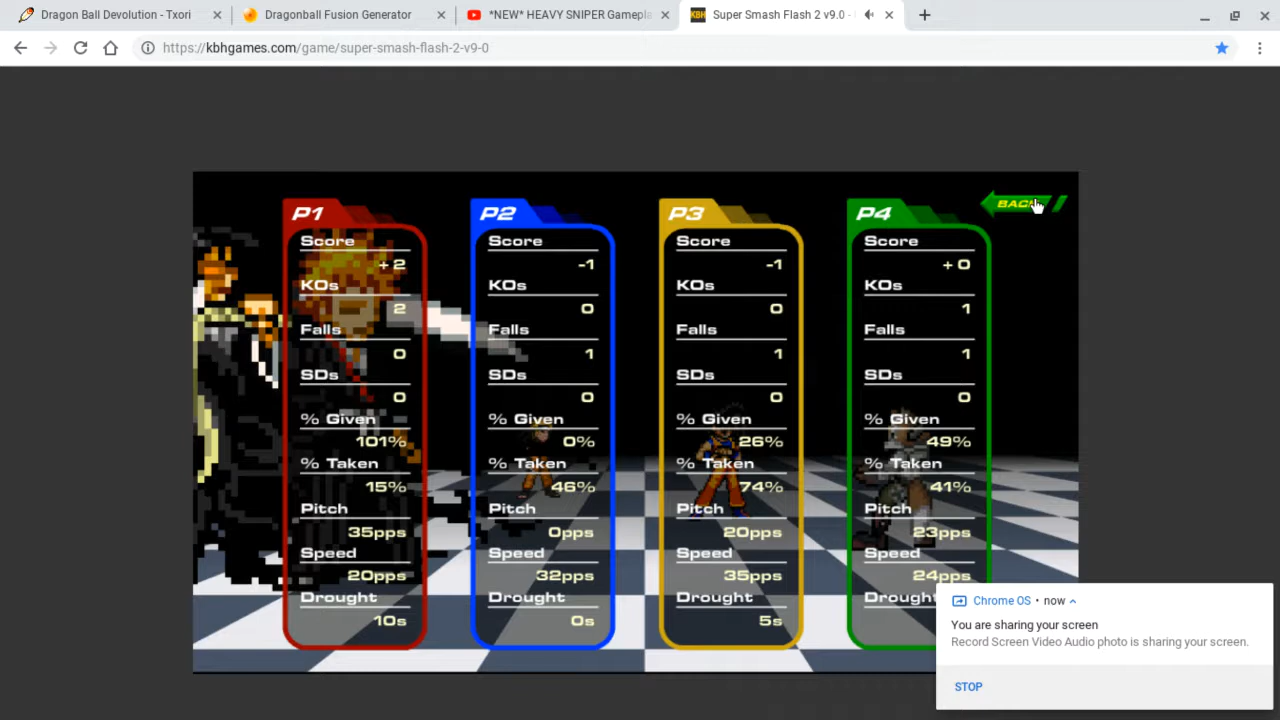 Dragon Ball Devolution - Txori
Dragonball Fusion Generator
*NEW* HEAVY SNIPER Gamepla
KBH
Super Smash Flash 2 v9.0 -
https://kbhgames.com/game/super-smash-flash-2-v9-0
BACK
P1
Score
+2
KOs
2
Falls
0
SDs
0
% Given
101%
% Taken
15%
Pitch
35pps
Speed
20pps
Drought
10s
P2
Score
-1
KOs
0
Falls
1
SDs
0
% Given
0%
% Taken
46%
Pitch
0pps
Speed
32pps
Drought
0s
P3
Score
-1
KOs
0
Falls
1
SDs
0
% Given
26%
% Taken
74%
Pitch
20pps
Speed
35pps
Drought
5s
P4
Score
+0
KOs
1
Falls
1
SDs
0
% Given
49%
% Taken
41%
Pitch
23pps
Speed
24pps
Drought
Chrome OS • now
You are sharing your screen
Record Screen Video Audio photo is sharing your screen.
STOP